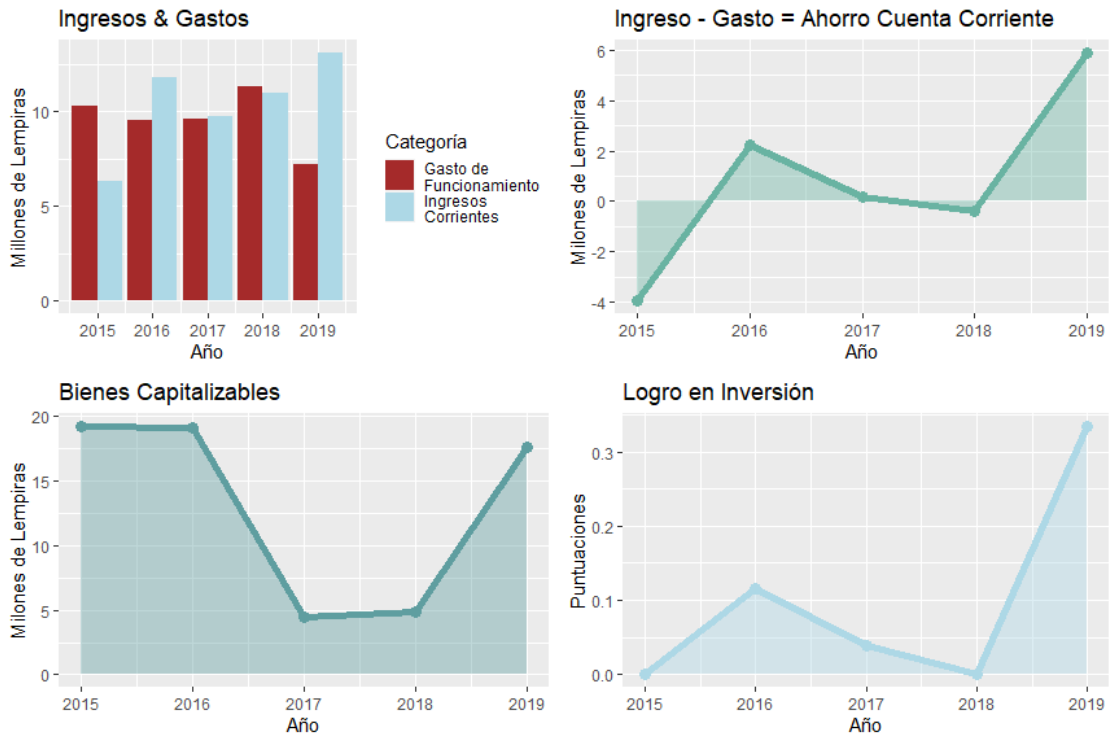 Ingresos & Gastos
Millones de Lempiras
10
5
0
2015 2016 2017 2018 2019
Año
Categoría
Gasto de
Funcionamiento
Ingresos
Corrientes
Ingreso - Gasto = Ahorro Cuenta Corriente
Milones de Lempiras
6
4
2
0
-2
-4
2015 2016 2017 2018 2019
Año
Bienes Capitalizables
Milones de Lempiras
20
15
10
5
0
2015 2016 2017 2018 2019
Año
Logro en Inversión
Puntuaciones
0.3
0.2
0.1
0.0
2015 2016 2017 2018 2019
Año